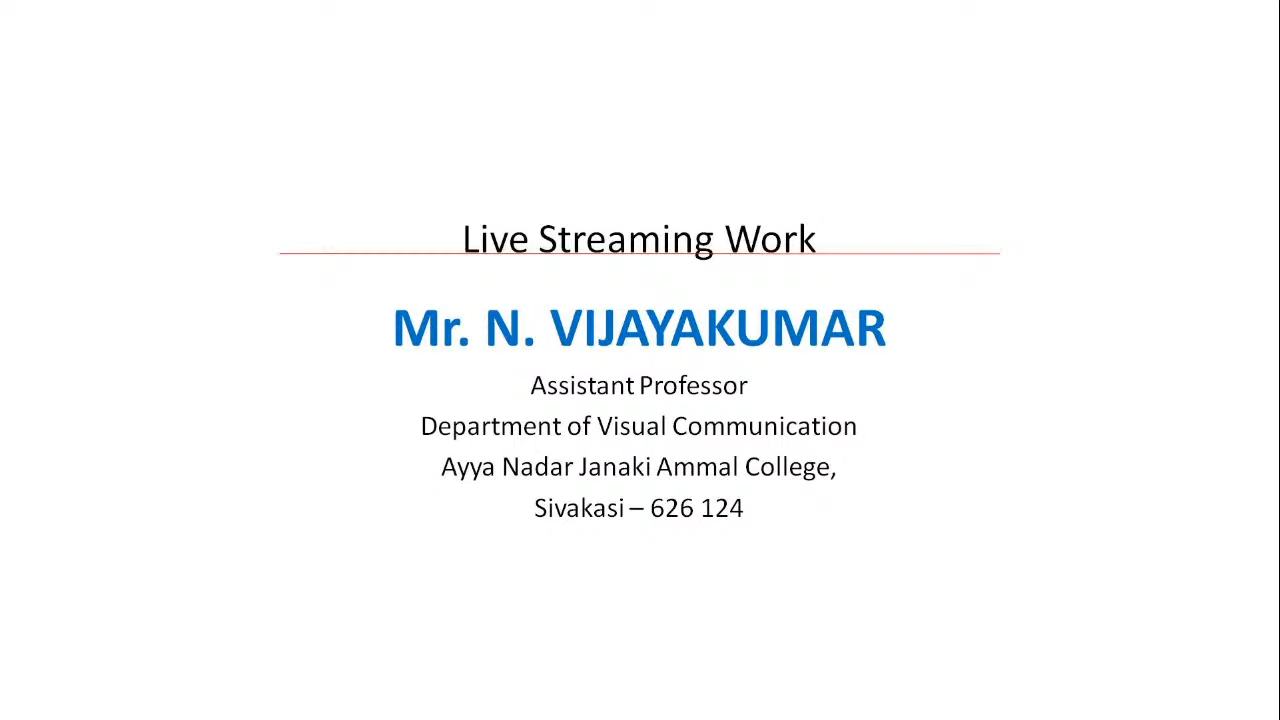 Live Streaming Work
Mr. N. VIJAYAKUMAR
Assistant Professor
Department of Visual Communication
Ayya Nadar Janaki Ammal College,
Sivakasi – 626 124